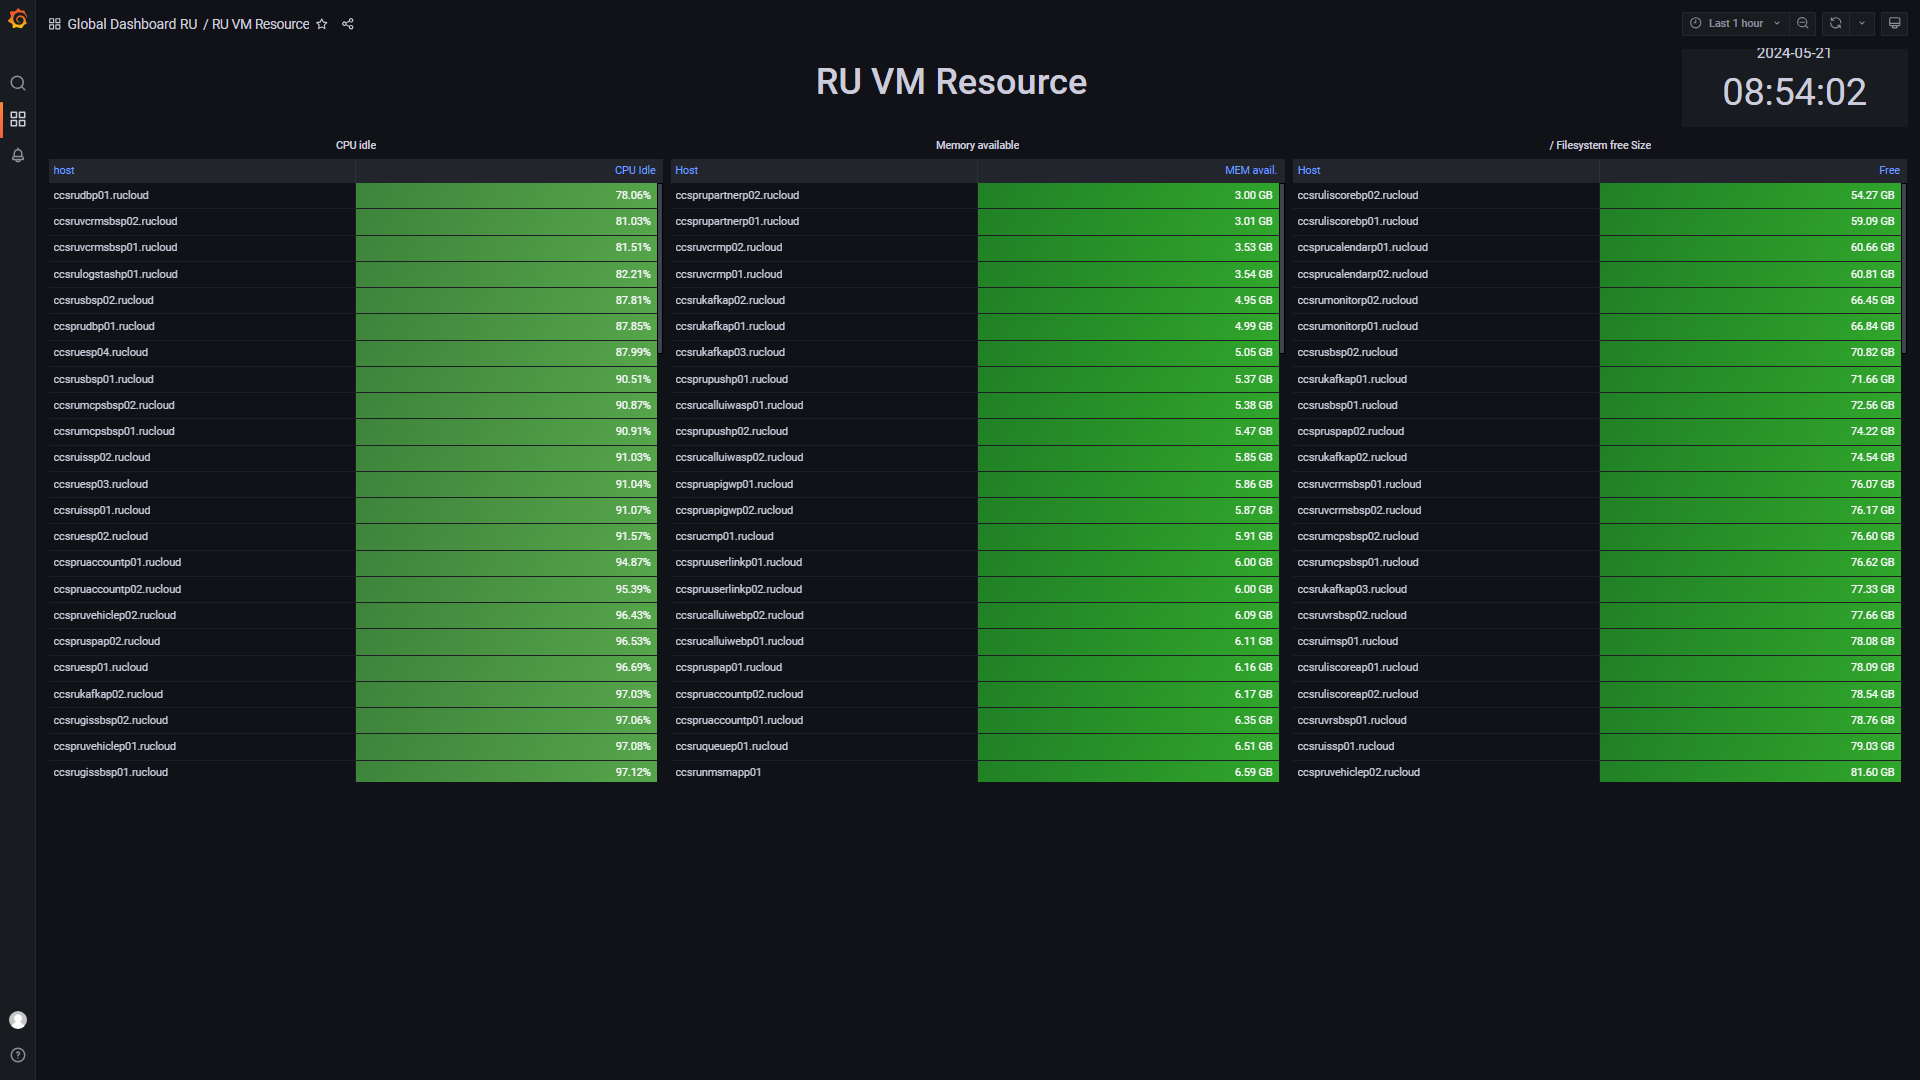 Global Dashboard RU / RU VM Resource
Last 1 hour
RU VM Resource
2024-05-21
08:54:02
CPU idle
host CPU Idle
ccsrudbp01.rucloud 78.06%
ccsruvcrmsbsp02.rucloud 81.03%
ccsruvcrmsbsp01.rucloud 81.51%
ccsrulogstashp01.rucloud 82.21%
ccsrusbsp02.rucloud 87.81%
ccsprudbp01.rucloud 87.85%
ccsruesp04.rucloud 87.99%
ccsrusbsp01.rucloud 90.51%
ccsrumcpsbsp02.rucloud 90.87%
ccsrumcpsbsp01.rucloud 90.91%
ccsruissp02.rucloud 91.03%
ccsruesp03.rucloud 91.04%
ccsruissp01.rucloud 91.07%
ccsruesp02.rucloud 91.57%
ccspruaccountp01.rucloud 94.87%
ccspruaccountp02.rucloud 95.39%
ccspruvehiclep02.rucloud 96.43%
ccspruspap02.rucloud 96.53%
ccsruesp01.rucloud 96.69%
ccsrukafkap02.rucloud 97.03%
ccsrugissbsp02.rucloud 97.06%
ccspruvehiclep01.rucloud 97.08%
ccsrugissbsp01.rucloud 97.12%
Memory available
Host MEM avail.
ccsprupartnerp02.rucloud 3.00 GB
ccsprupartnerp01.rucloud 3.01 GB
ccsruvcrmp02.rucloud 3.53 GB
ccsruvcrmp01.rucloud 3.54 GB
ccsrukafkap02.rucloud 4.95 GB
ccsrukafkap01.rucloud 4.99 GB
ccsrukafkap03.rucloud 5.05 GB
ccsprupushp01.rucloud 5.37 GB
ccsrucalluiwasp01.rucloud 5.38 GB
ccsprupushp02.rucloud 5.47 GB
ccsrucalluiwasp02.rucloud 5.85 GB
ccspruapigwp01.rucloud 5.86 GB
ccspruapigwp02.rucloud 5.87 GB
ccsrucmp01.rucloud 5.91 GB
ccspruuserlinkp01.rucloud 6.00 GB
ccspruuserlinkp02.rucloud 6.00 GB
ccsrucalluiwebp02.rucloud 6.09 GB
ccsrucalluiwebp01.rucloud 6.11 GB
ccspruspap01.rucloud 6.16 GB
ccspruaccountp02.rucloud 6.17 GB
ccspruaccountp01.rucloud 6.35 GB
ccsruqueuep01.rucloud 6.51 GB
ccsrunmsmapp01 6.59 GB
/ Filesystem free Size
Host Free
ccsruliscorebp02.rucloud 54.27 GB
ccsruliscorebp01.rucloud 59.09 GB
ccsprucalendarp01.rucloud 60.66 GB
ccsprucalendarp02.rucloud 60.81 GB
ccsrumonitorp02.rucloud 66.45 GB
ccsrumonitorp01.rucloud 66.84 GB
ccsrusbsp02.rucloud 70.82 GB
ccsrukafkap01.rucloud 71.66 GB
ccsrusbsp01.rucloud 72.56 GB
ccspruspap02.rucloud 74.22 GB
ccsrukafkap02.rucloud 74.54 GB
ccsruvcrmsbsp01.rucloud 76.07 GB
ccsruvcrmsbsp02.rucloud 76.17 GB
ccsrumcpsbsp02.rucloud 76.60 GB
ccsrumcpsbsp01.rucloud 76.62 GB
ccsrukafkap03.rucloud 77.33 GB
ccsruvrsbsp02.rucloud 77.66 GB
ccsruimsp01.rucloud 78.08 GB
ccsruliscoreap01.rucloud 78.09 GB
ccsruliscoreap02.rucloud 78.54 GB
ccsruvrsbsp01.rucloud 78.76 GB
ccsruissp01.rucloud 79.03 GB
ccspruvehiclep02.rucloud 81.60 GB